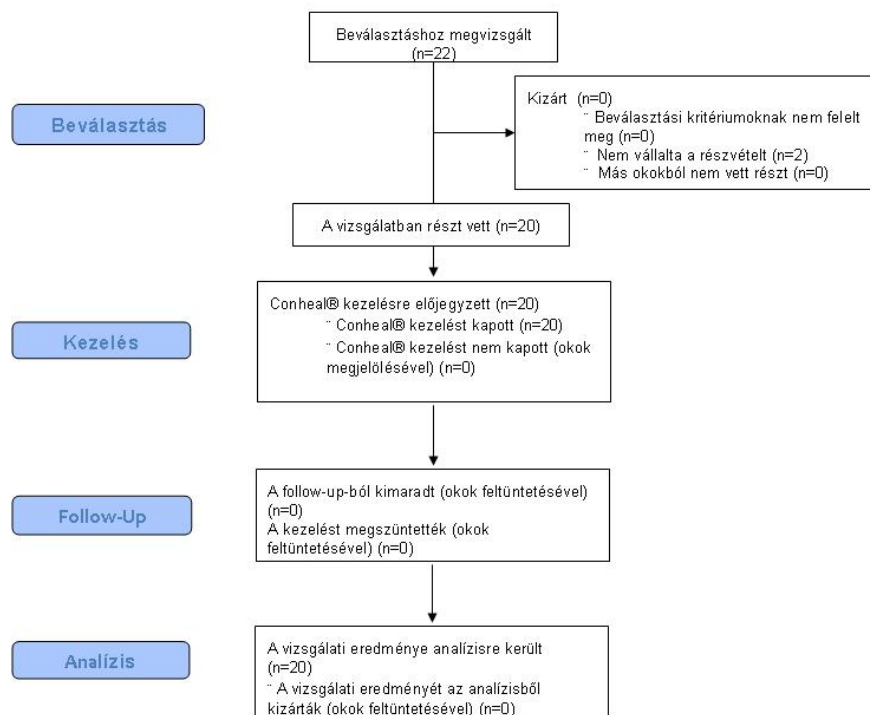 Beválasztáshoz megvizsgált
(n=22)
Beválasztás
Kizárt (n=0)
¨ Beválasztási kritériumoknak nem felelt
meg (n=0)
¨ Nem vállalta a részvételt (n=2)
¨ Más okokból nem vett részt (n=0)
A vizsgálatban részt vett (n=20)
Kezelés
Conheal® kezelésre előjegyzett (n=20)
¨ Conheal® kezelést kapott (n=20)
¨ Conheal® kezelést nem kapott (okok
megjelölésével) (n=0)
Follow-Up
A follow-up-ból kimaradt (okok feltüntetésével)
(n=0)
A kezelést megszüntették (okok
feltüntetésével) (n=0)
Analízis
A vizsgálati eredménye analízisre került
(n=20)
¨ A vizsgálati eredményét az analízisből
kizárták (okok feltüntetésével) (n=0)